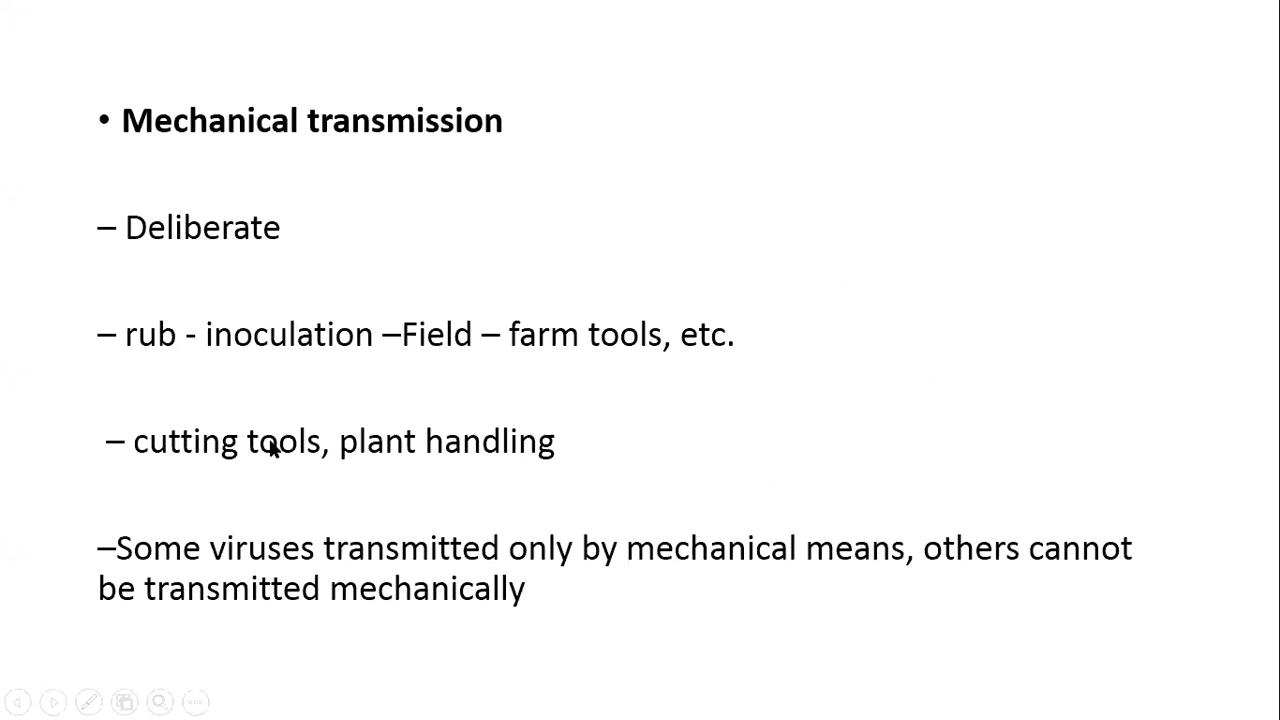 • Mechanical transmission
– Deliberate
– rub - inoculation –Field – farm tools, etc.
– cutting tools, plant handling
–Some viruses transmitted only by mechanical means, others cannot
be transmitted mechanically